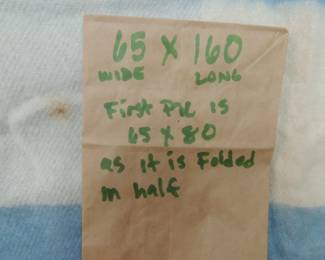 65 x 160
WIDE LONG
First Pic is
65 x 80
as it is Folded
in half